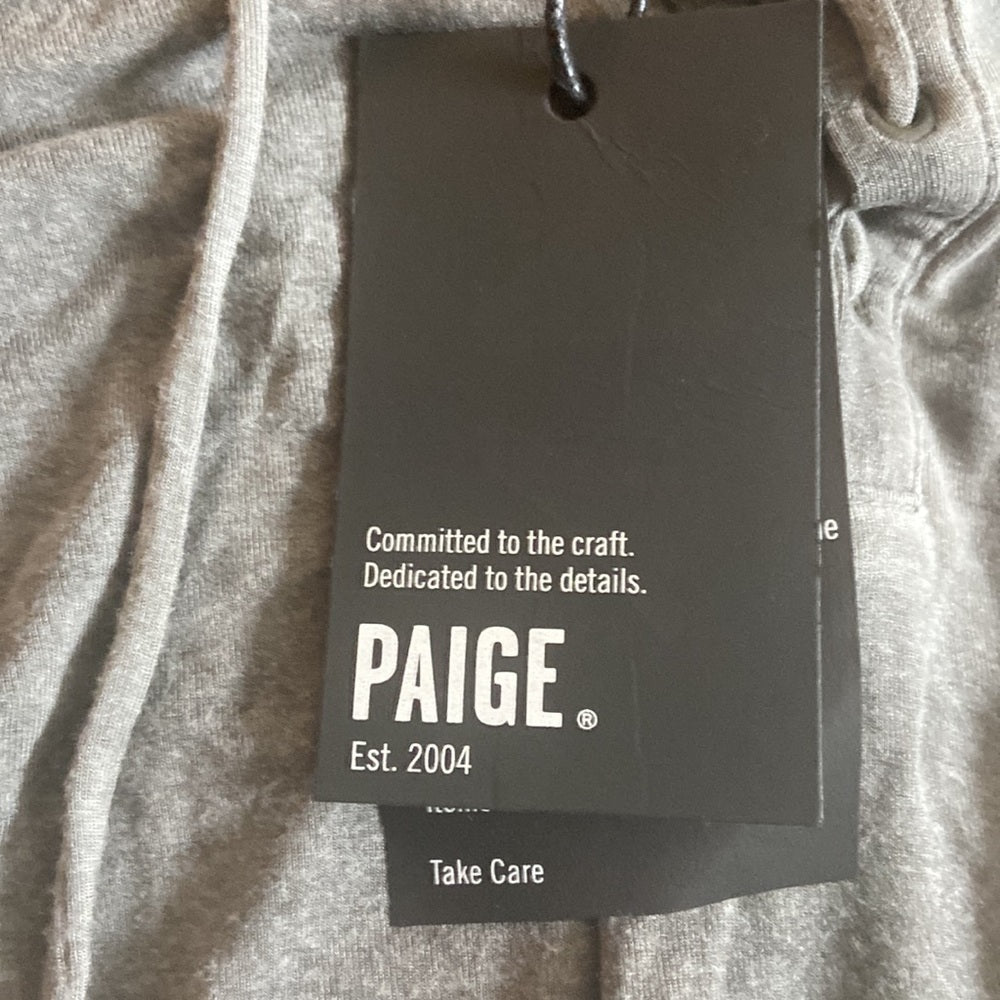 Committed to the craft.
Dedicated to the details.
PAIGE®
Est. 2004
Take Care